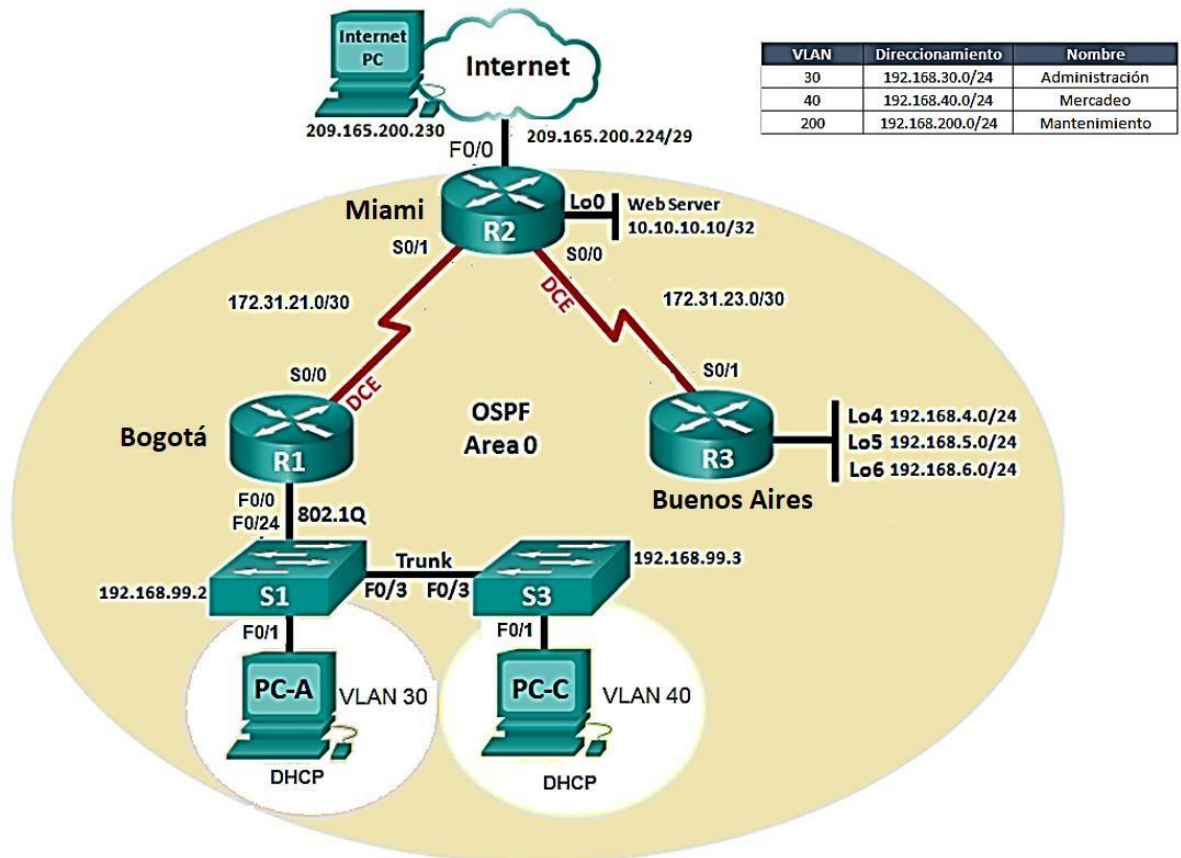 Internet
PC
Internet
209.165.200.230
209.165.200.224/29
F0/0
VLAN Direccionamiento Nombre
30 192.168.30.0/24 Administración
40 192.168.40.0/24 Mercadeo
200 192.168.200.0/24 Mantenimiento
Miami
R2
Lo0
Web Server
10.10.10.10/32
S0/1
S0/0
DCE
172.31.21.0/30
172.31.23.0/30
S0/0
DCE
S0/1
OSPF
Area 0
Bogotá
R1
R3
Buenos Aires
Lo4 192.168.4.0/24
Lo5 192.168.5.0/24
Lo6 192.168.6.0/24
F0/0
F0/24
802.1Q
Trunk
192.168.99.2
S1
F0/3
F0/3
S3
192.168.99.3
F0/1
F0/1
PC-A
VLAN 30
PC-C
VLAN 40
DHCP
DHCP